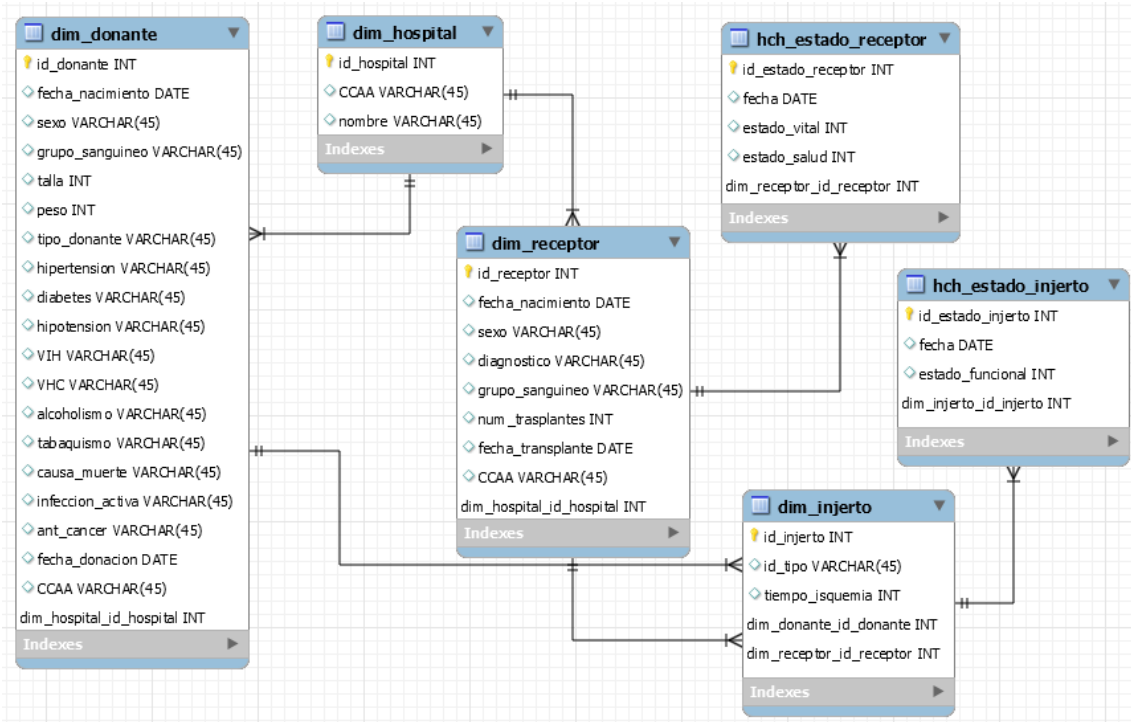 dim_donante
id_donante INT
fecha_nacimiento DATE
sexo VARCHAR(45)
grupo_sanguineo VARCHAR(45)
talla INT
peso INT
tipo_donante VARCHAR(45)
hipertension VARCHAR(45)
diabetes VARCHAR(45)
hipotension VARCHAR(45)
VIH VARCHAR(45)
VHC VARCHAR(45)
alcoholismo VARCHAR(45)
tabaquismo VARCHAR(45)
causa_muerte VARCHAR(45)
infeccion_activa VARCHAR(45)
ant_cancer VARCHAR(45)
fecha_donacion DATE
CCAA VARCHAR(45)
dim_hospital_id_hospital INT
Indexes
dim_hospital
id_hospital INT
CCAA VARCHAR(45)
nombre VARCHAR(45)
Indexes
dim_receptor
id_receptor INT
fecha_nacimiento DATE
sexo VARCHAR(45)
diagnostico VARCHAR(45)
grupo_sanguineo VARCHAR(45)
num_trasplantes INT
fecha_transplante DATE
CCAA VARCHAR(45)
dim_hospital_id_hospital INT
Indexes
hch_estado_receptor
id_estado_receptor INT
fecha DATE
estado_vital INT
estado_salud INT
dim_receptor_id_receptor INT
Indexes
hch_estado_injerto
id_estado_injerto INT
fecha DATE
estado_funcional INT
dim_injerto_id_injerto INT
Indexes
dim_injerto
id_injerto INT
id_tipo VARCHAR(45)
tiempo_isquemia INT
dim_donante_id_donante INT
dim_receptor_id_receptor INT
Indexes